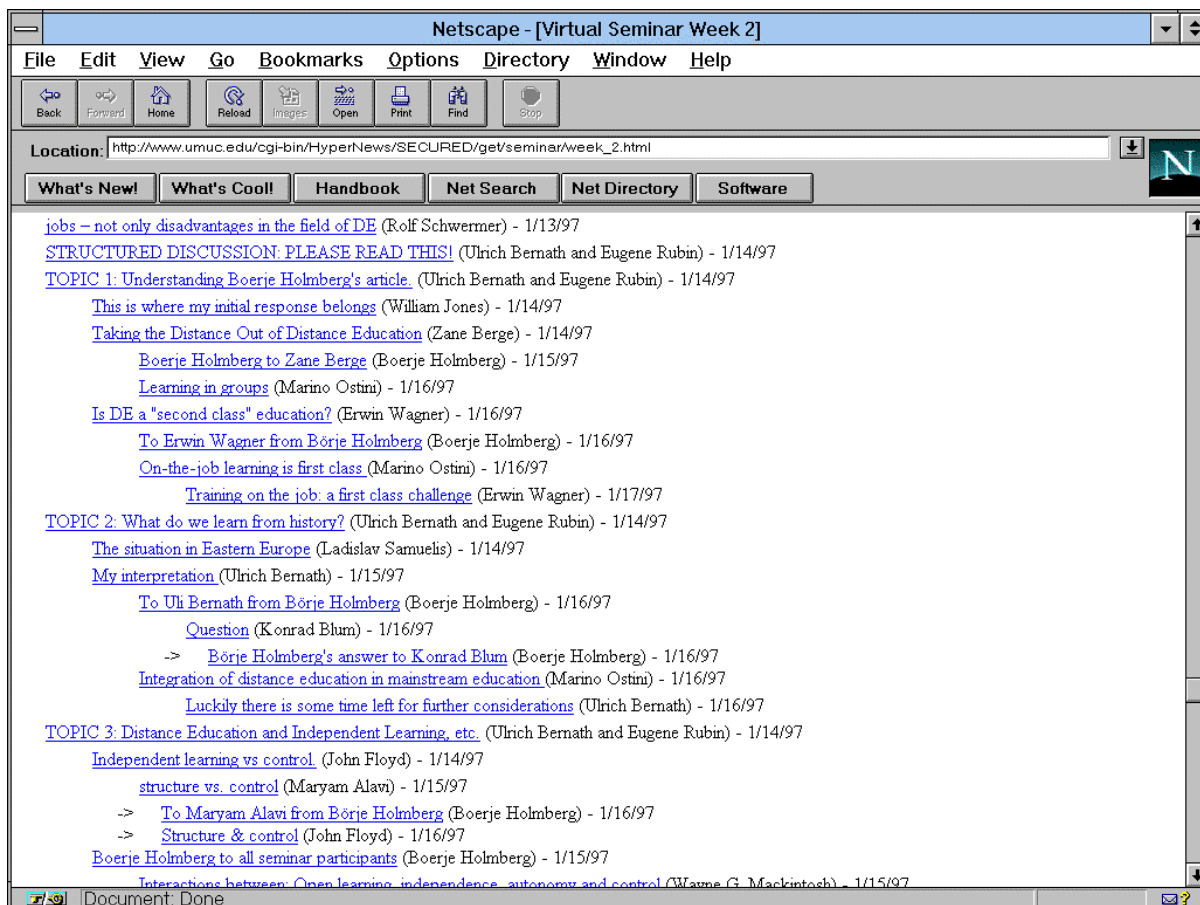 Netscape - [Virtual Seminar Week 2]
File Edit View Go Bookmarks Options Directory Window Help
Back Forward Home Reload Images Open Print Find Stop
Location: http://www.umuc.edu/cgi-bin/HyperNews/SECURED/get/seminar/week_2.html
N
What's New! What's Cool! Handbook Net Search Net Directory Software
jobs – not only disadvantages in the field of DE (Rolf Schwermer) - 1/13/97
STRUCTURED DISCUSSION: PLEASE READ THIS! (Ulrich Bernath and Eugene Rubin) - 1/14/97
TOPIC 1: Understanding Boerje Holmberg's article. (Ulrich Bernath and Eugene Rubin) - 1/14/97
This is where my initial response belongs (William Jones) - 1/14/97
Taking the Distance Out of Distance Education (Zane Berge) - 1/14/97
Boerje Holmberg to Zane Berge (Boerje Holmberg) - 1/15/97
Learning in groups (Marino Ostini) - 1/16/97
Is DE a "second class" education? (Erwin Wagner) - 1/16/97
To Erwin Wagner from Börje Holmberg (Boerje Holmberg) - 1/16/97
On-the-job learning is first class (Marino Ostini) - 1/16/97
Training on the job: a first class challenge (Erwin Wagner) - 1/17/97
TOPIC 2: What do we learn from history? (Ulrich Bernath and Eugene Rubin) - 1/14/97
The situation in Eastern Europe (Ladislav Samuelis) - 1/14/97
My interpretation (Ulrich Bernath) - 1/15/97
To Uli Bernath from Börje Holmberg (Boerje Holmberg) - 1/16/97
Question (Konrad Blum) - 1/16/97
-> Börje Holmberg's answer to Konrad Blum (Boerje Holmberg) - 1/16/97
Integration of distance education in mainstream education (Marino Ostini) - 1/16/97
Luckily there is some time left for further considerations (Ulrich Bernath) - 1/16/97
TOPIC 3: Distance Education and Independent Learning, etc. (Ulrich Bernath and Eugene Rubin) - 1/14/97
Independent learning vs control. (John Floyd) - 1/14/97
structure vs. control (Maryam Alavi) - 1/15/97
-> To Maryam Alavi from Börje Holmberg (Boerje Holmberg) - 1/16/97
-> Structure & control (John Floyd) - 1/16/97
Boerje Holmberg to all seminar participants (Boerje Holmberg) - 1/15/97
Interactions between: Open learning, independence, autonomy and control (Wayne G. Mackintosh) - 1/15/97
Document: Done